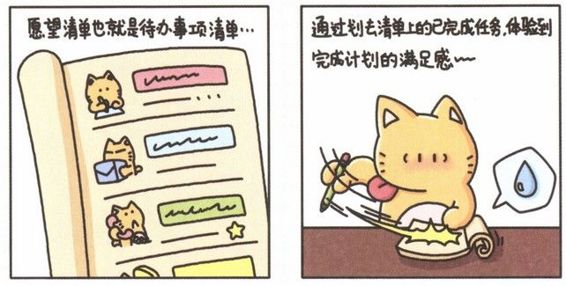 愿望清单也就是待办事项清单…
通过划去清单上的已完成任务,体验到
完成计划的满足感~~